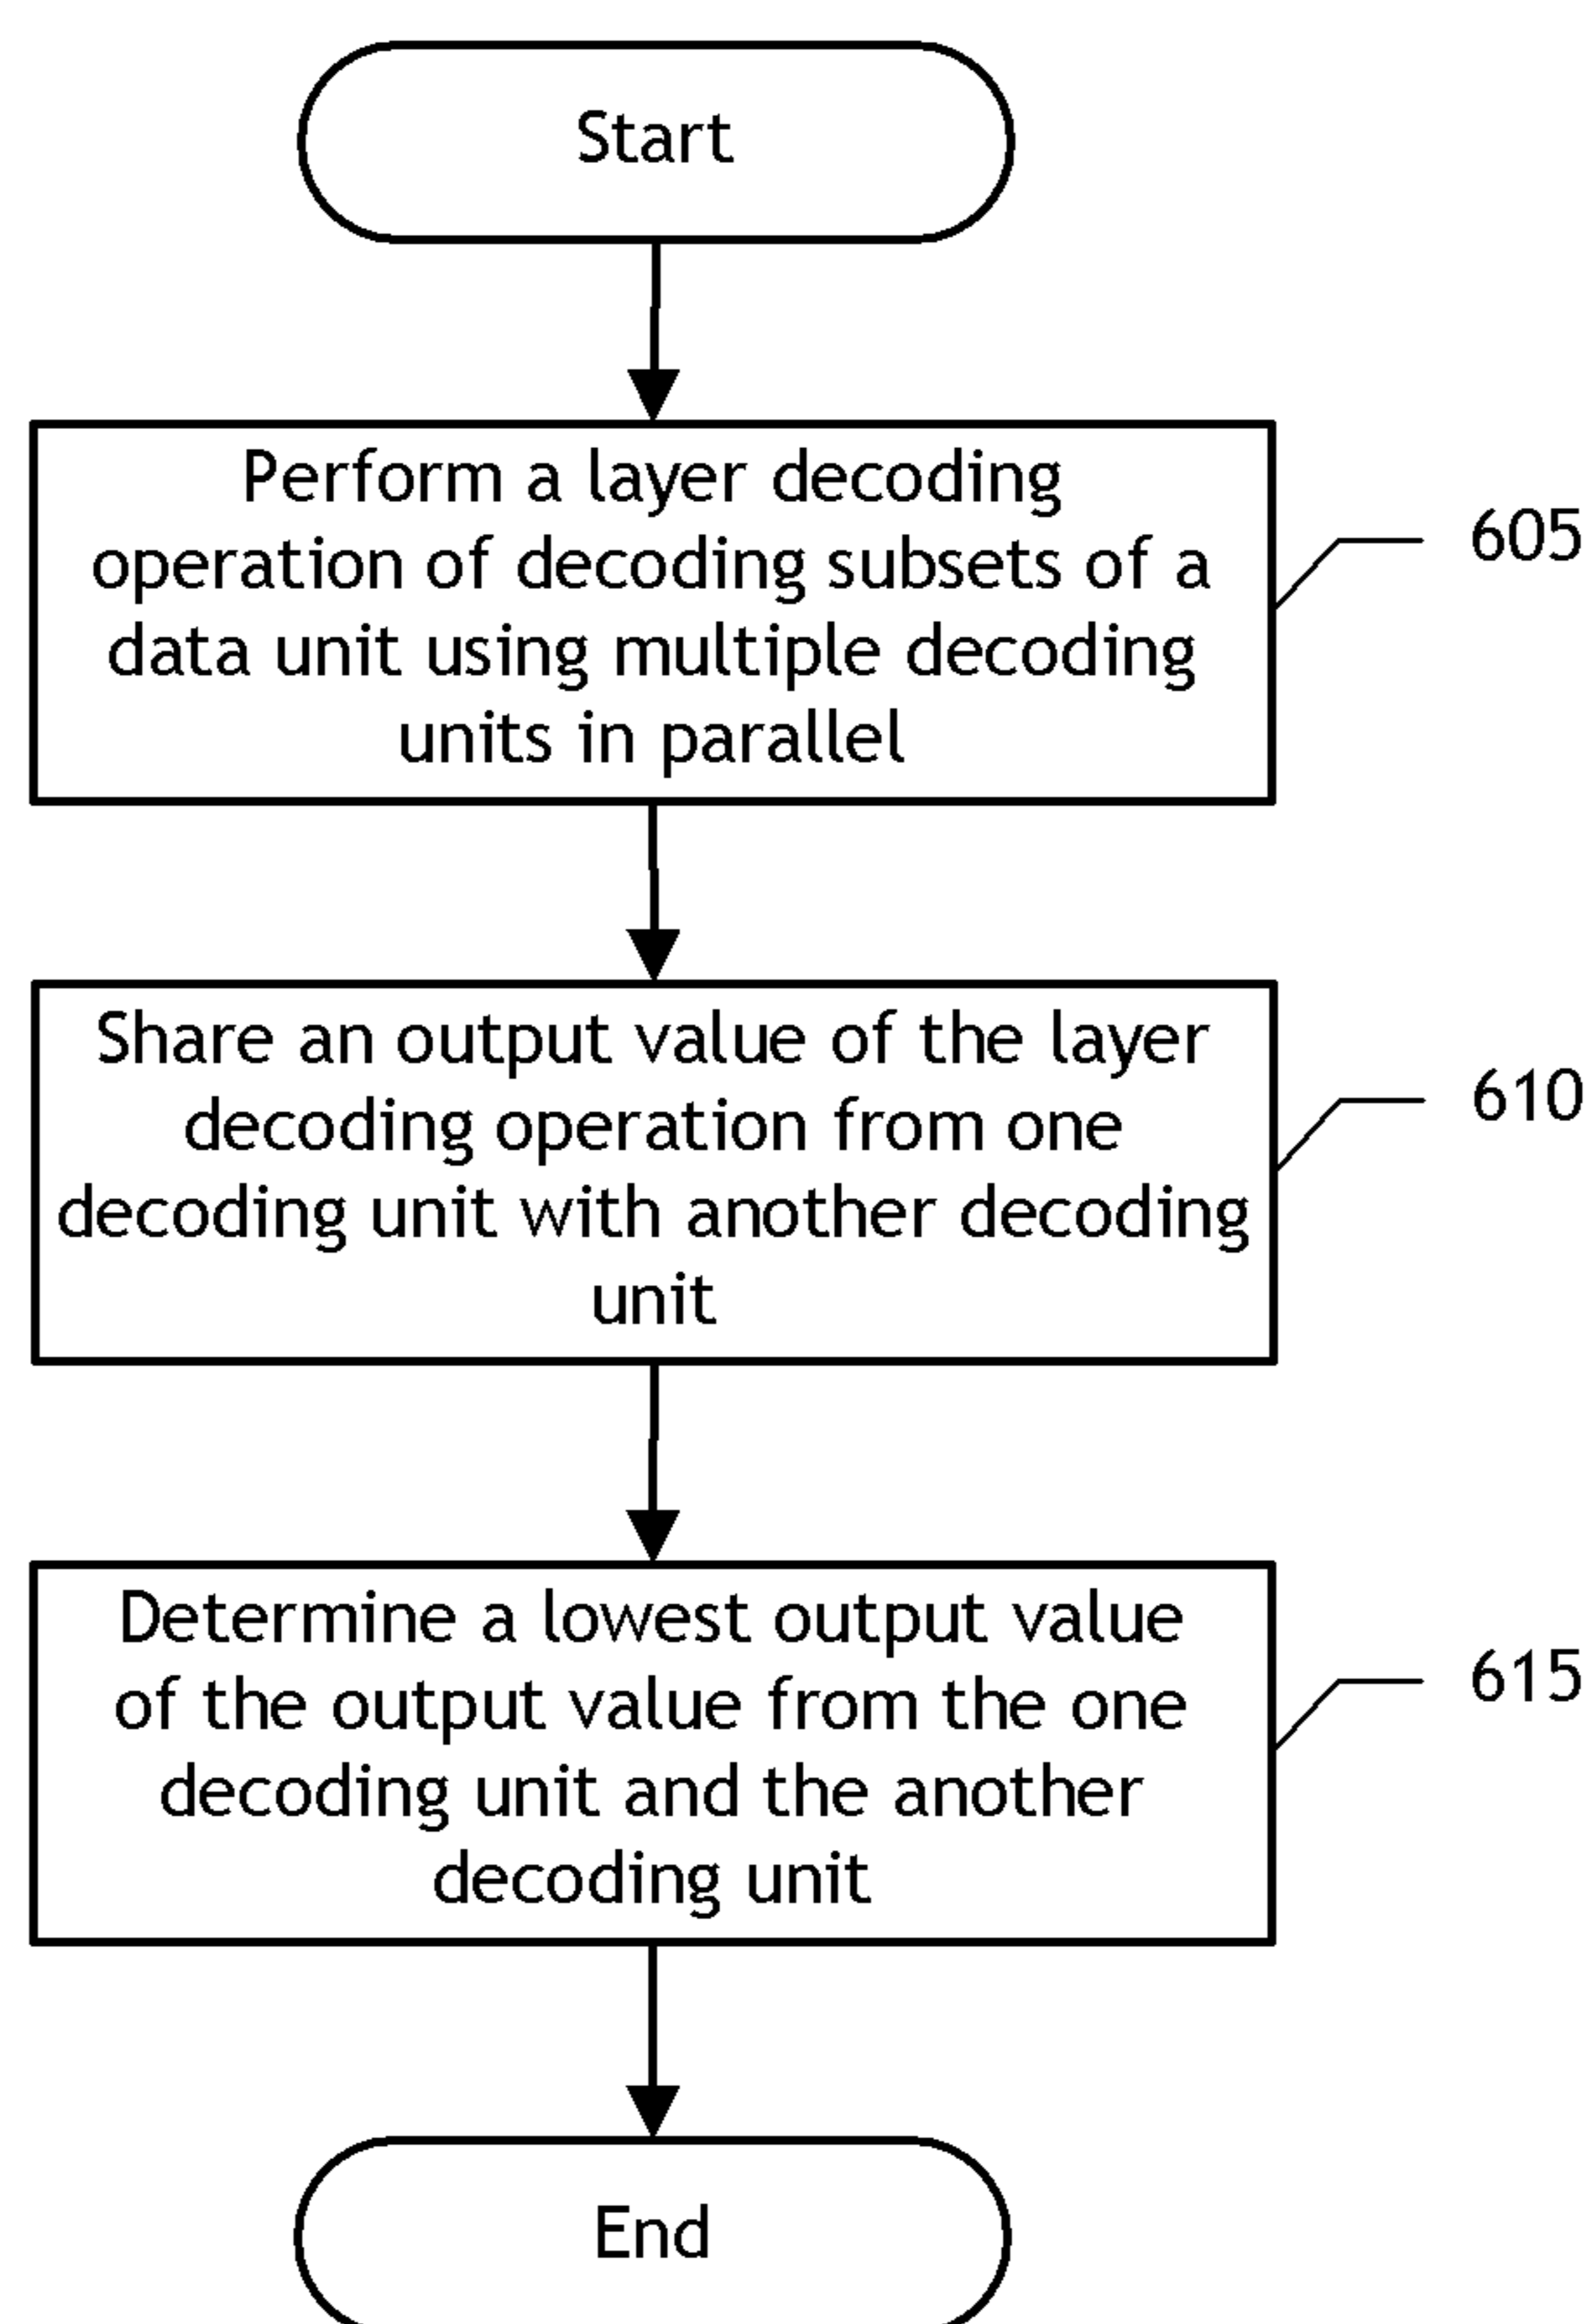 Start
Perform a layer decoding
operation of decoding subsets of a
data unit using multiple decoding
units in parallel
605
Share an output value of the layer
decoding operation from one
decoding unit with another decoding
unit
610
Determine a lowest output value
of the output value from the one
decoding unit and the another
decoding unit
615
End